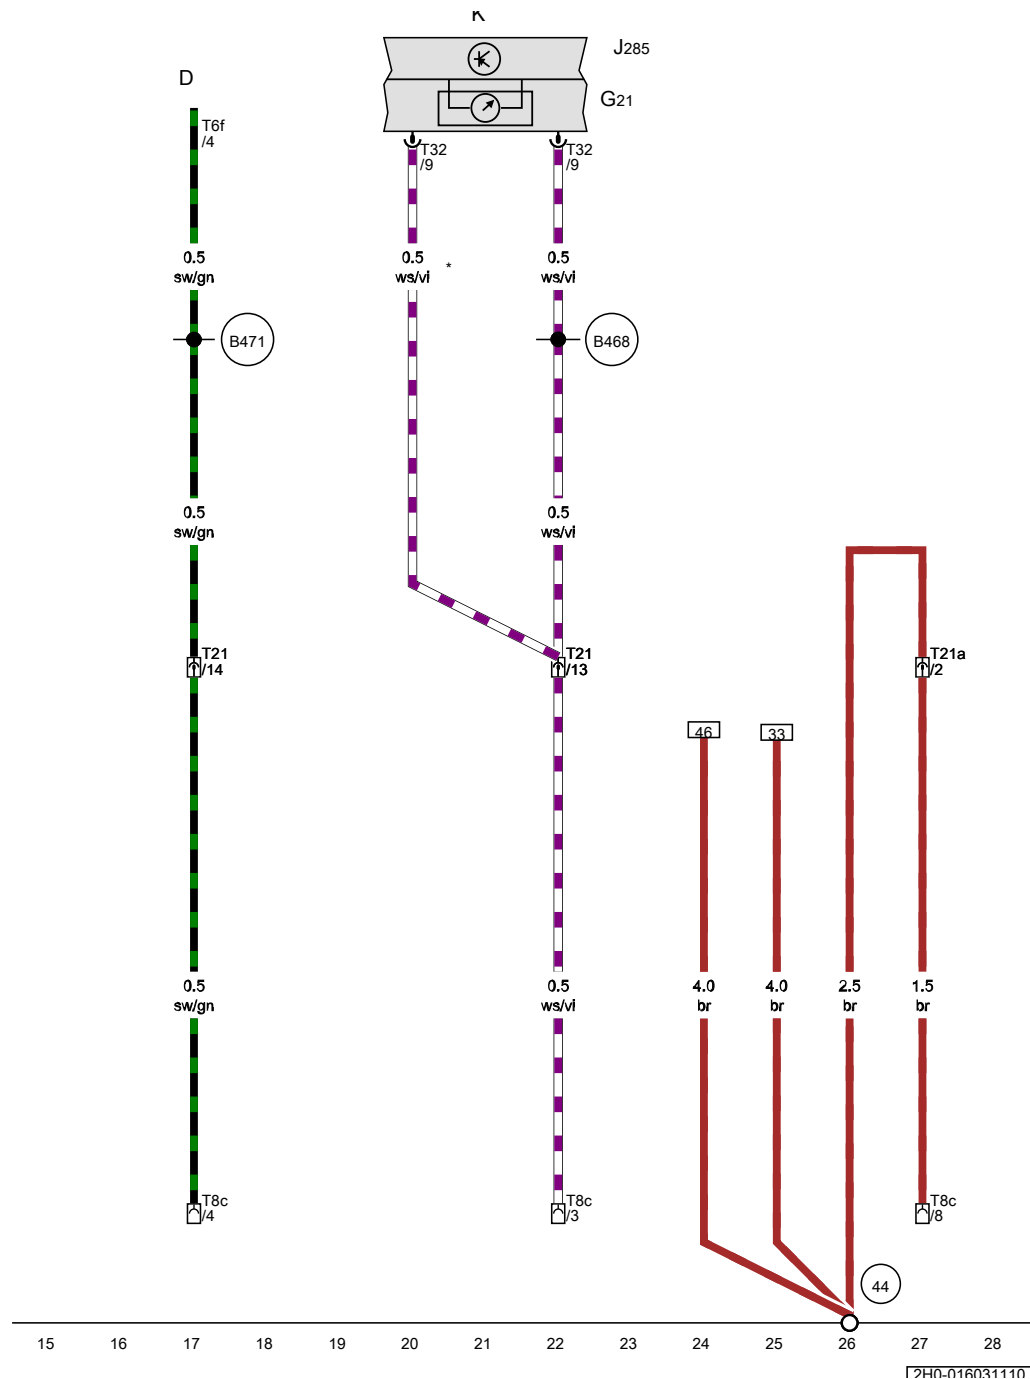 K
J285
D
G21
T6f
/4
T32
/9
T32
/9
0.5
sw/gn
0.5
ws/vi
*
0.5
ws/vi
B471
B468
0.5
sw/gn
0.5
ws/vi
T21
/14
T21
/13
T21a
/2
46
33
0.5
sw/gn
0.5
ws/vi
4.0
br
4.0
br
2.5
br
1.5
br
T8c
/4
T8c
/3
T8c
/8
44
15 16 17 18 19 20 21 22 23 24 25 26 27 28
2H0-016031110